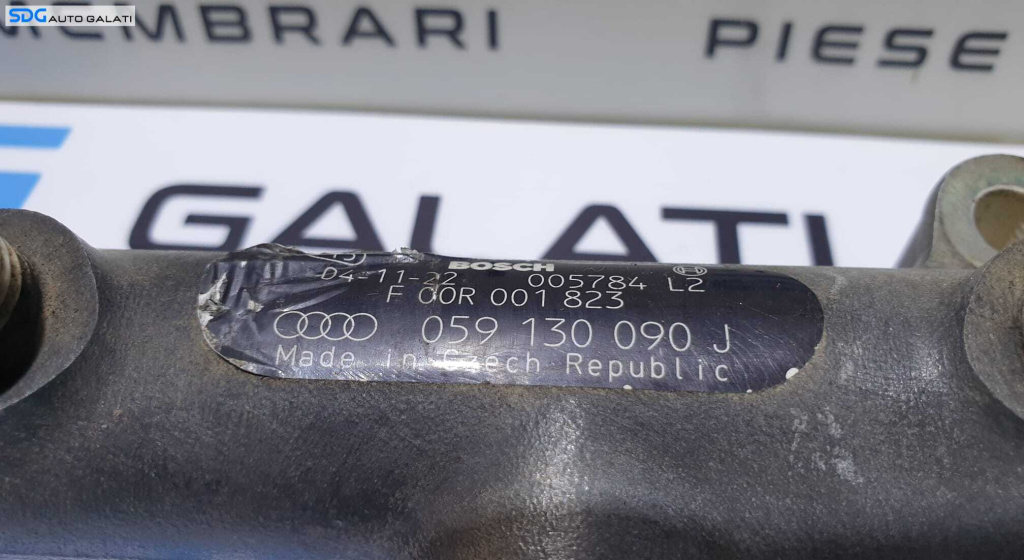 SDG AUTO GALATI
MEMBRARI PIESE
GALATI
BOSCH
04-11-22 005784 L2
F 00R 001 823
059 130 090 J
Made in Czech Republic